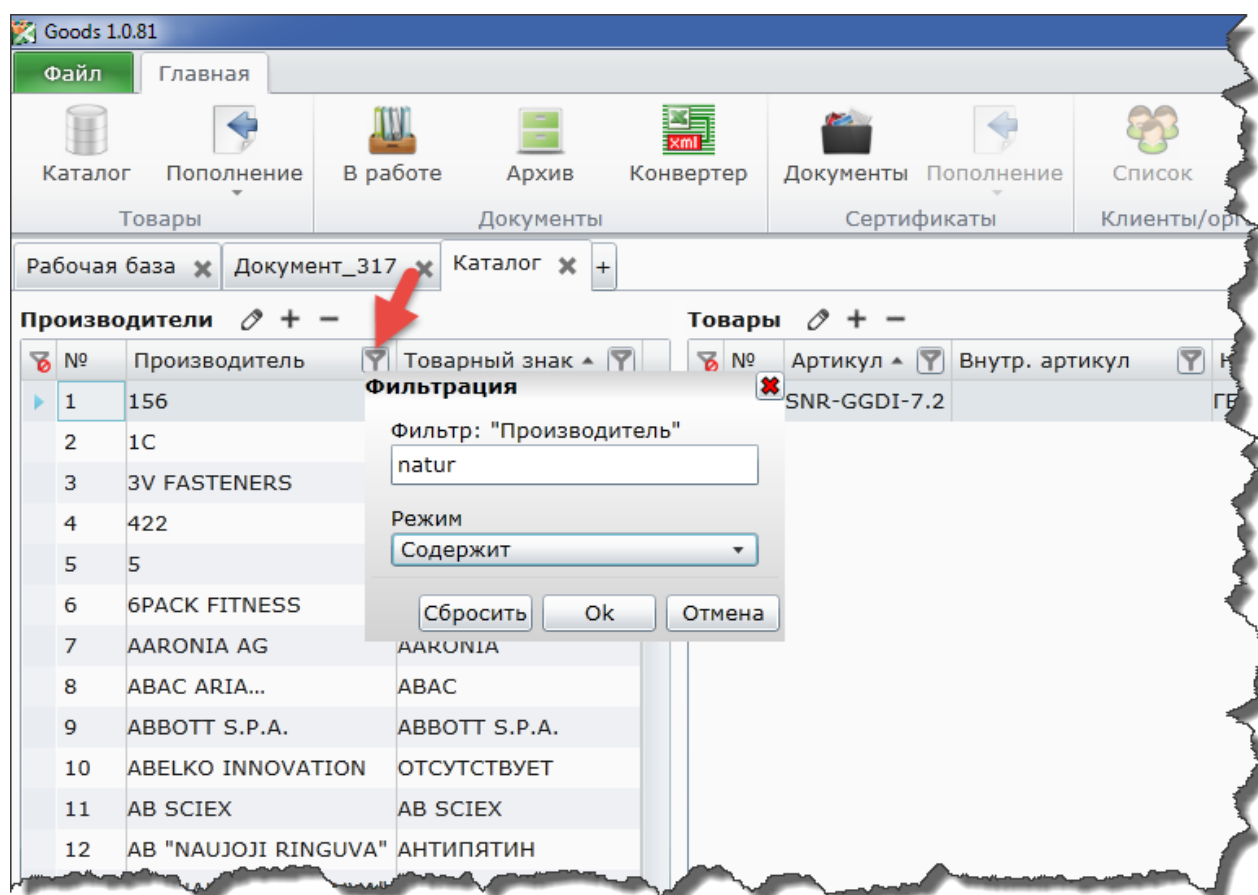 Goods 1.0.81
Файл Главная
Каталог Пополнение В работе Архив Конвертер Документы Пополнение Список
xml
Товары Документы Сертификаты Клиенты/орг
Рабочая база Документ_317 Каталог +
Производители Товары
№ Производитель Товарный знак № Артикул Внутр. артикул
1 156 SNR-GGDI-7.2 ГЕ
2 1C
3 3V FASTENERS
4 422
5 5
6 6PACK FITNESS
Фильтрация
Фильтр: "Производитель"
natur
Режим
Содержит
Сбросить Ok Отмена
7 AARONIA AG AARONIA
8 ABAC ARIA... ABAC
9 ABBOTT S.P.A. ABBOTT S.P.A.
10 ABELKO INNOVATION ОТСУТСТВУЕТ
11 AB SCIEX AB SCIEX
12 AB "NAUJOJI RINGUVA" АНТИПЯТИН